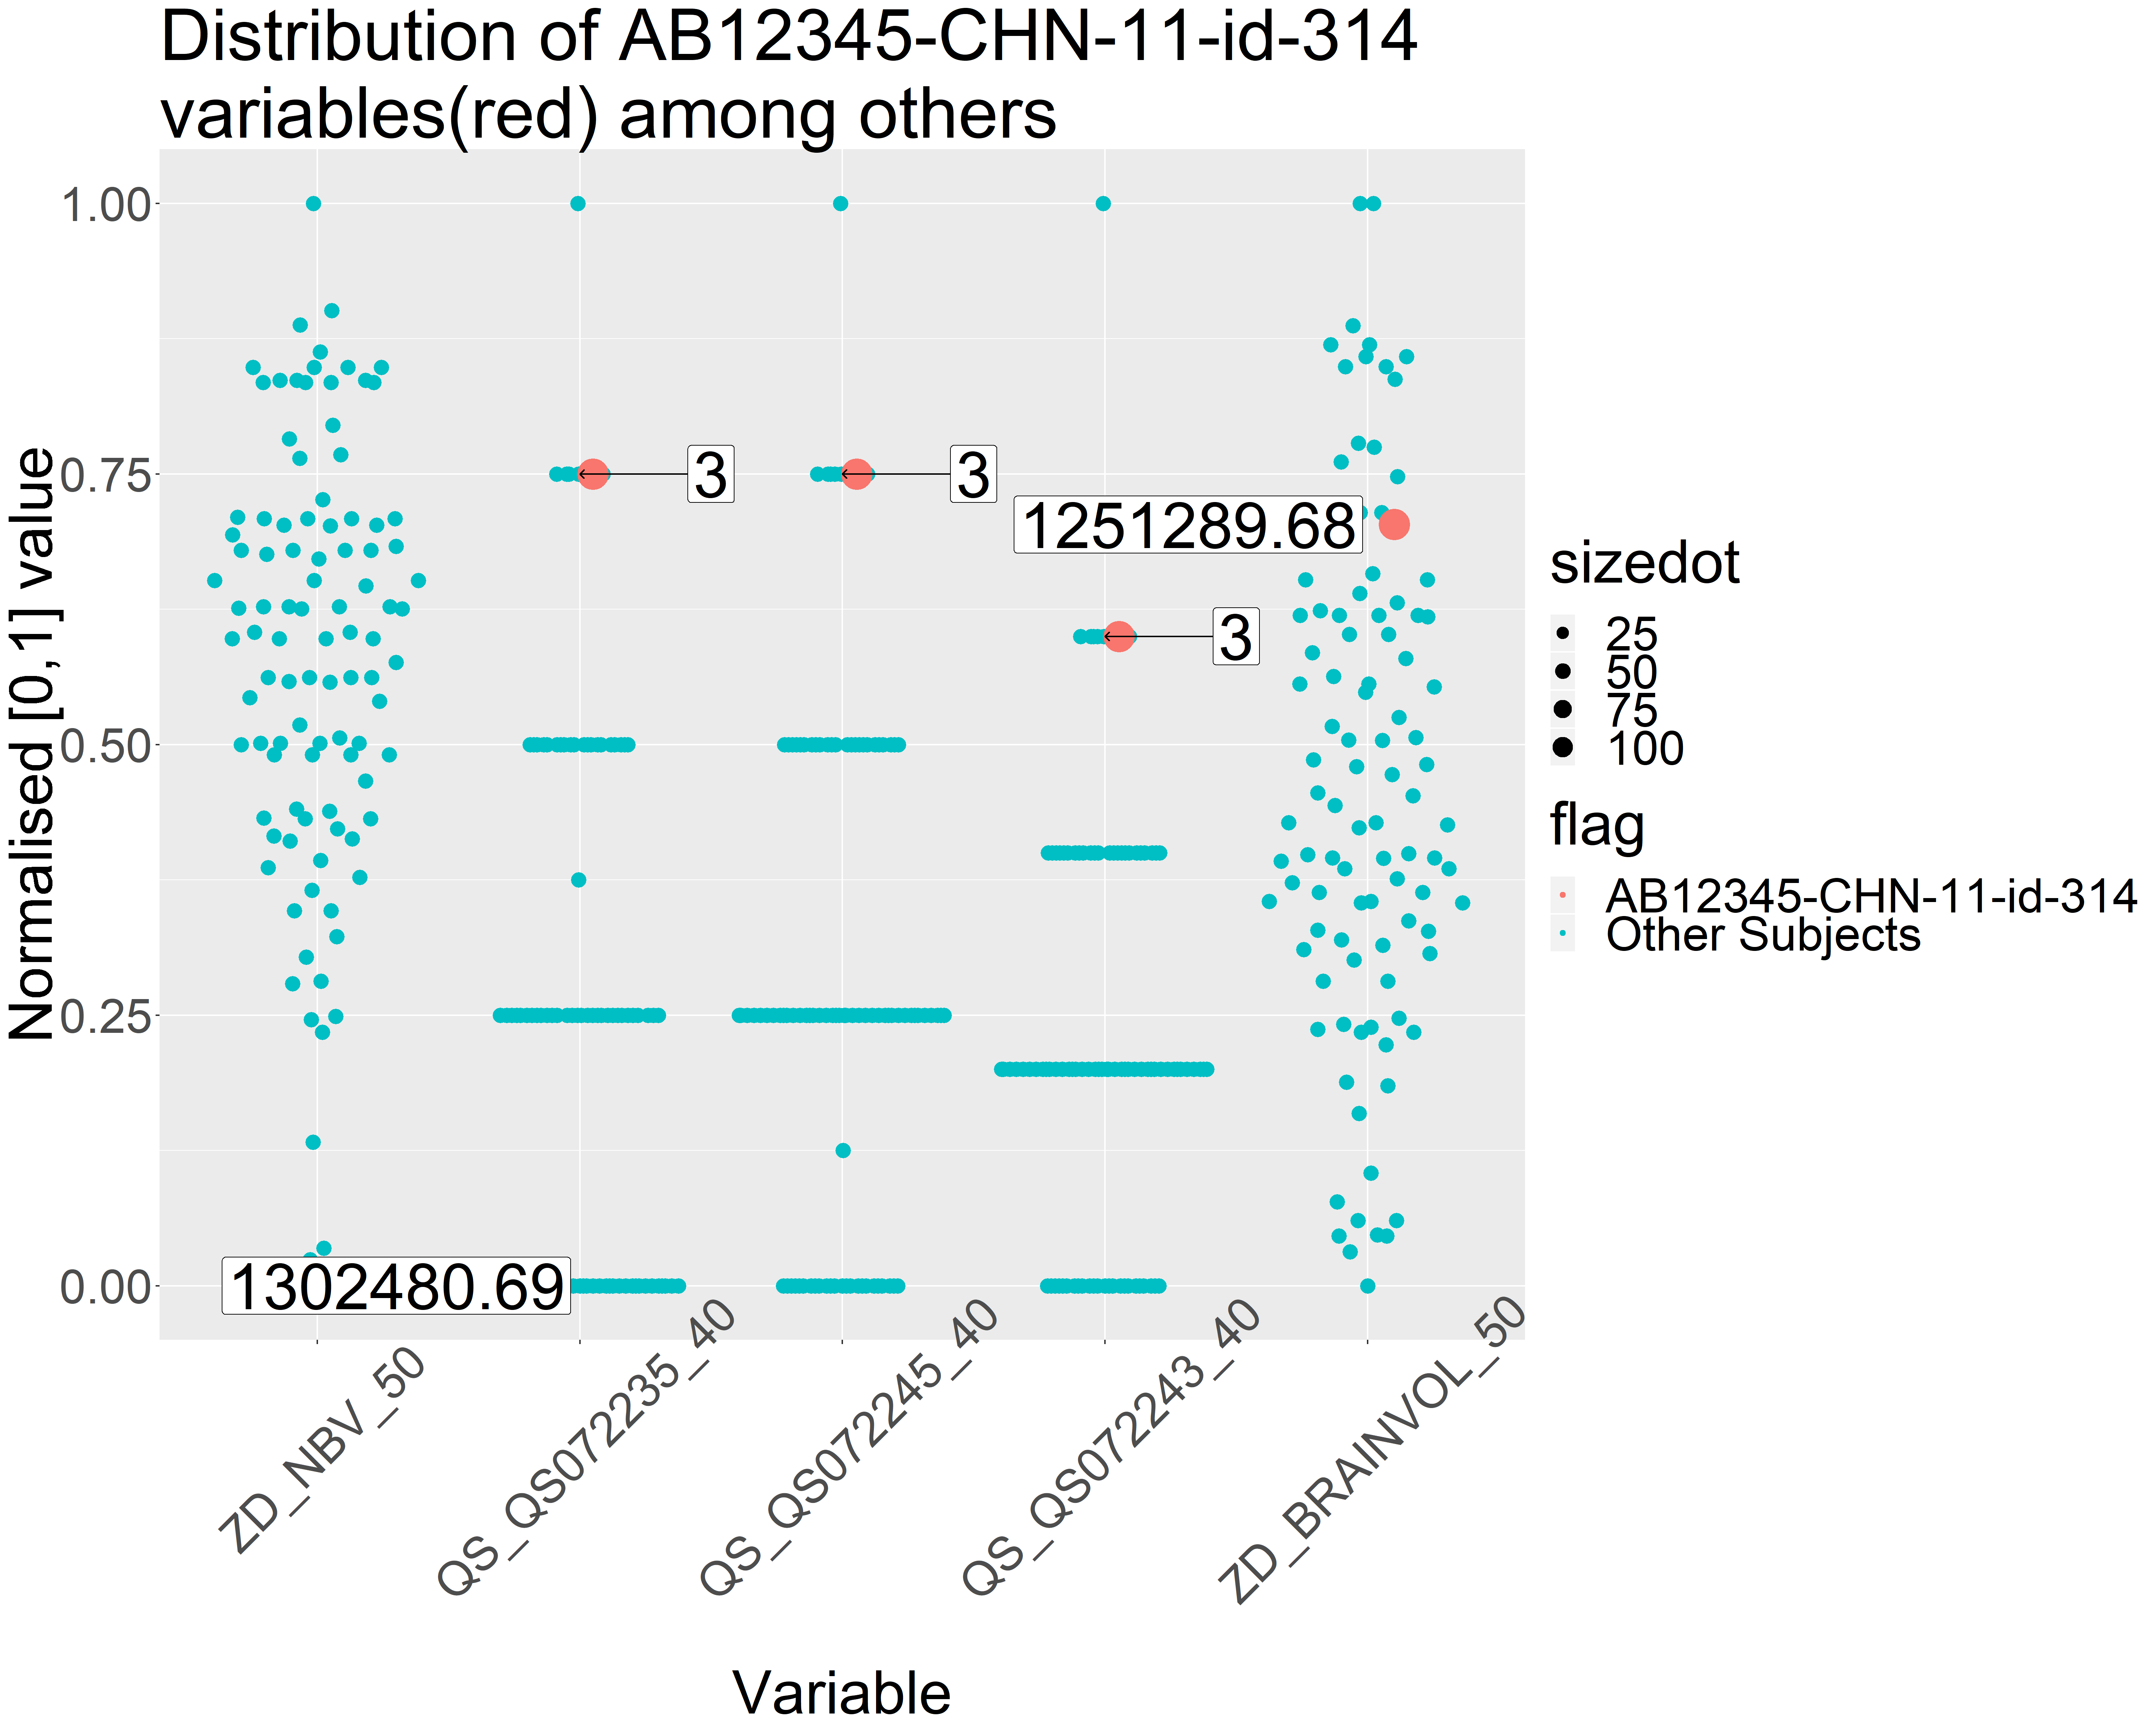 Distribution of AB12345-CHN-11-id-314
variables(red) among others
Normalised [0,1] value
1.00
0.75
0.50
0.25
0.00
3
3
1251289.68
3
1302480.69
ZD_NBV_50
QS_QS072235_40
QS_QS072245_40
QS_QS072243_40
ZD_BRAINVOL_50
Variable
sizedot
25
50
75
100
flag
AB12345-CHN-11-id-314
Other Subjects